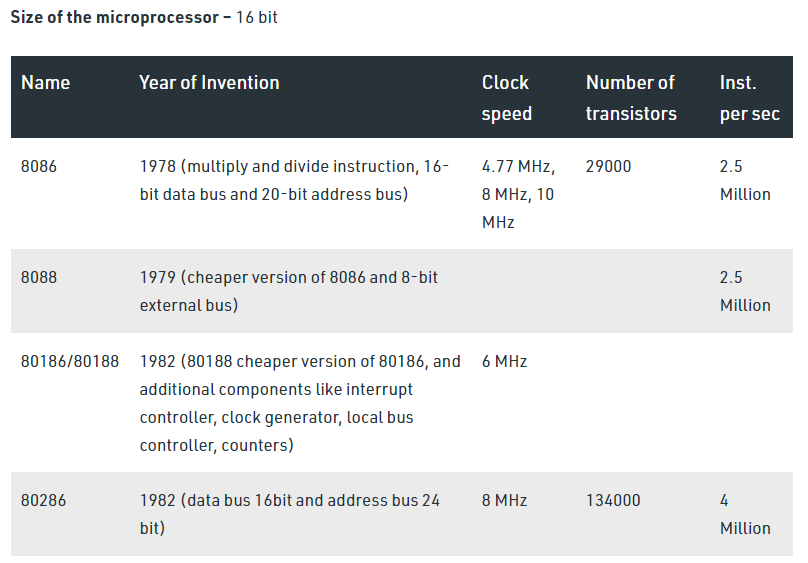 Size of the microprocessor – 16 bit
Name Year of Invention Clock speed Number of transistors Inst. per sec
8086 1978 (multiply and divide instruction, 16-bit data bus and 20-bit address bus) 4.77 MHz, 8 MHz, 10 MHz 29000 2.5 Million
8088 1979 (cheaper version of 8086 and 8-bit external bus) 2.5 Million
80186/80188 1982 (80188 cheaper version of 80186, and additional components like interrupt controller, clock generator, local bus controller, counters) 6 MHz
80286 1982 (data bus 16bit and address bus 24 bit) 8 MHz 134000 4 Million